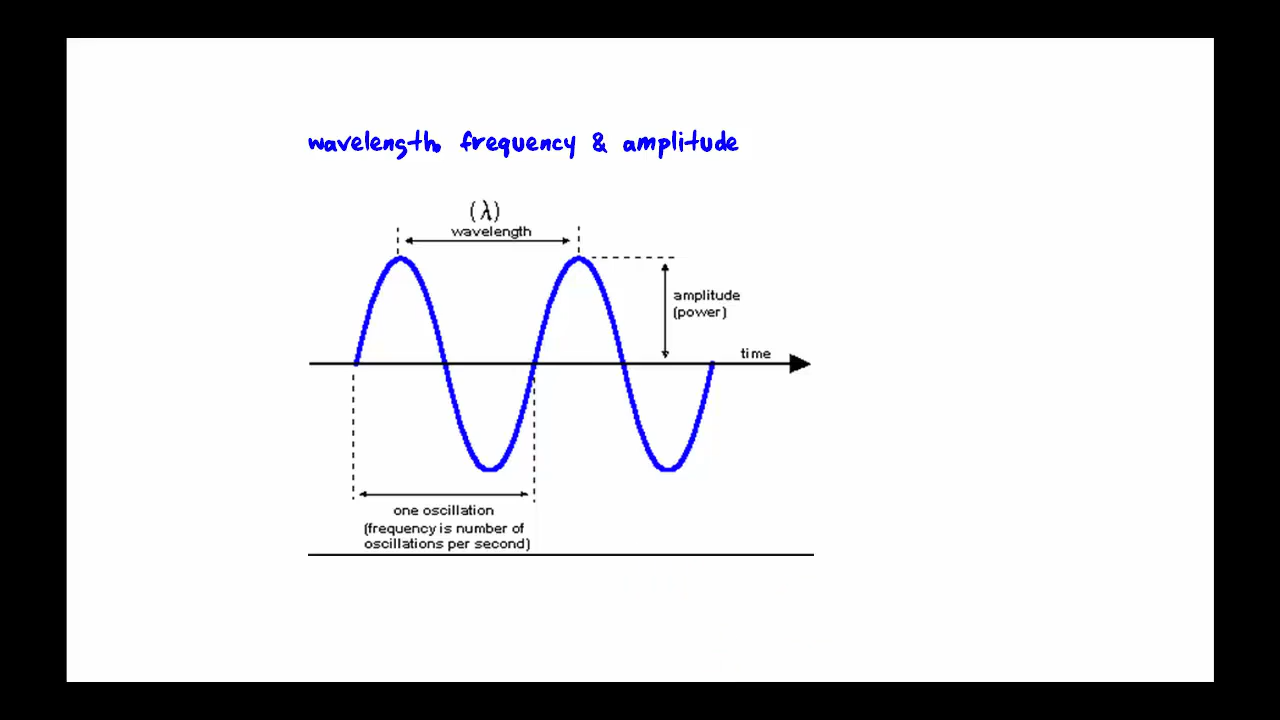 wavelength, frequency & amplitude
(λ)
wavelength
amplitude
(power)
time
one oscillation
(frequency is number of
oscillations per second)